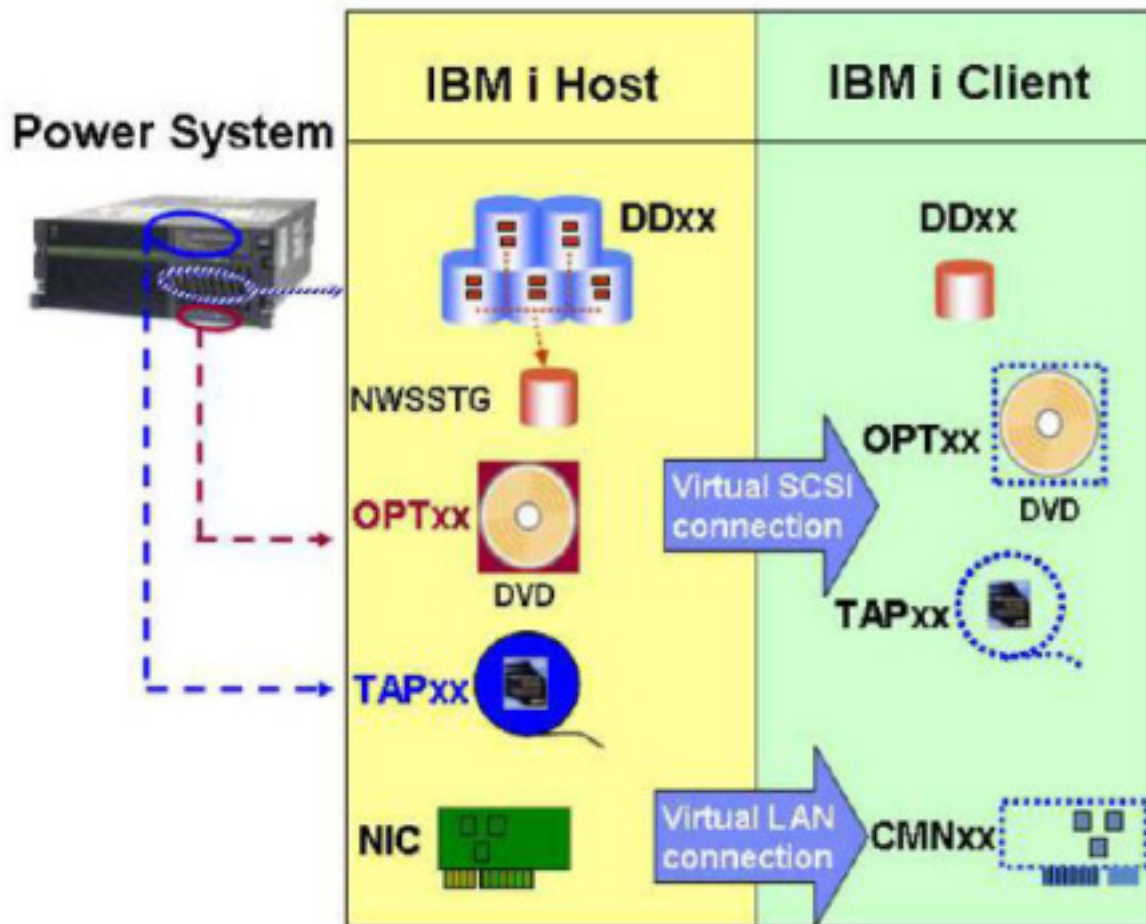 Power System
IBM i Host
IBM i Client
DDxx
DDxx
NWSSTG
OPTxx
DVD
Virtual SCSI
connection
OPTxx
DVD
TAPxx
TAPxx
NIC
Virtual LAN
connection
CMNxx